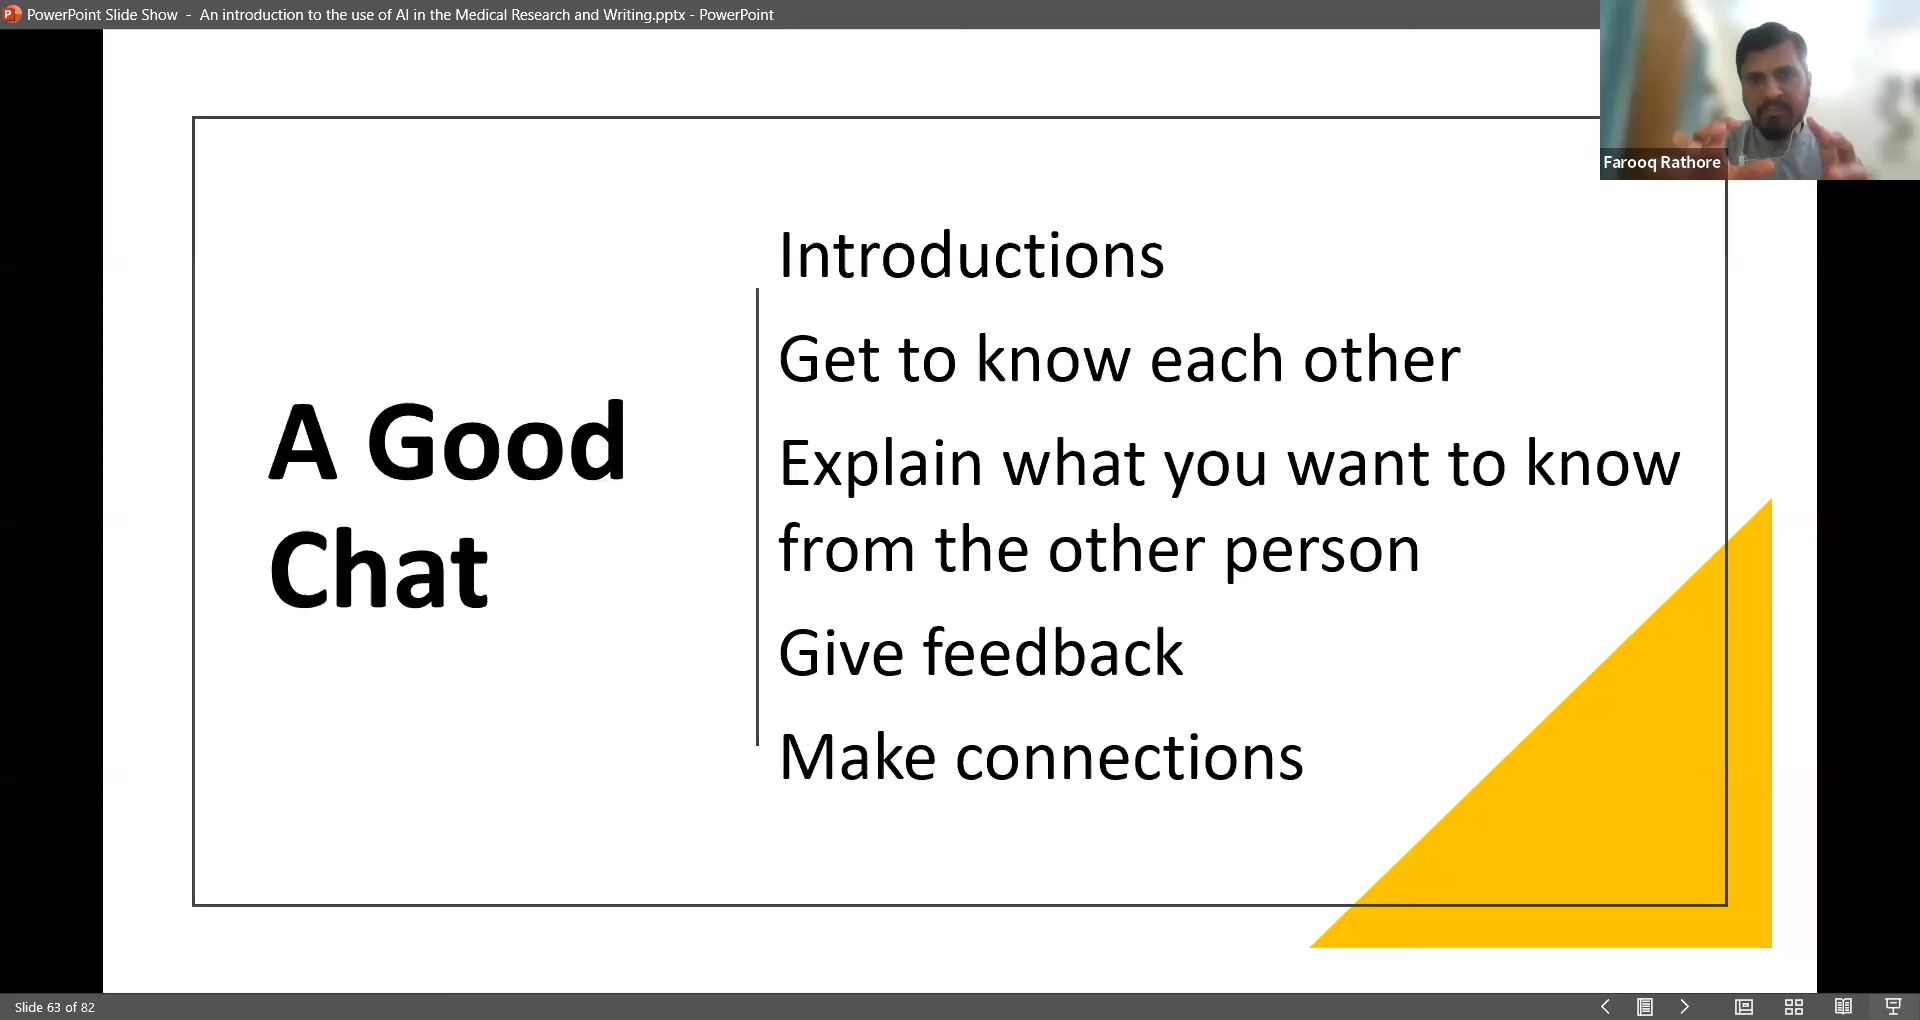 PowerPoint Slide Show - An introduction to the use of AI in the Medical Research and Writing.pptx - PowerPoint
Farooq Rathore
A Good
Chat
Introductions
Get to know each other
Explain what you want to know
from the other person
Give feedback
Make connections
Slide 63 of 82